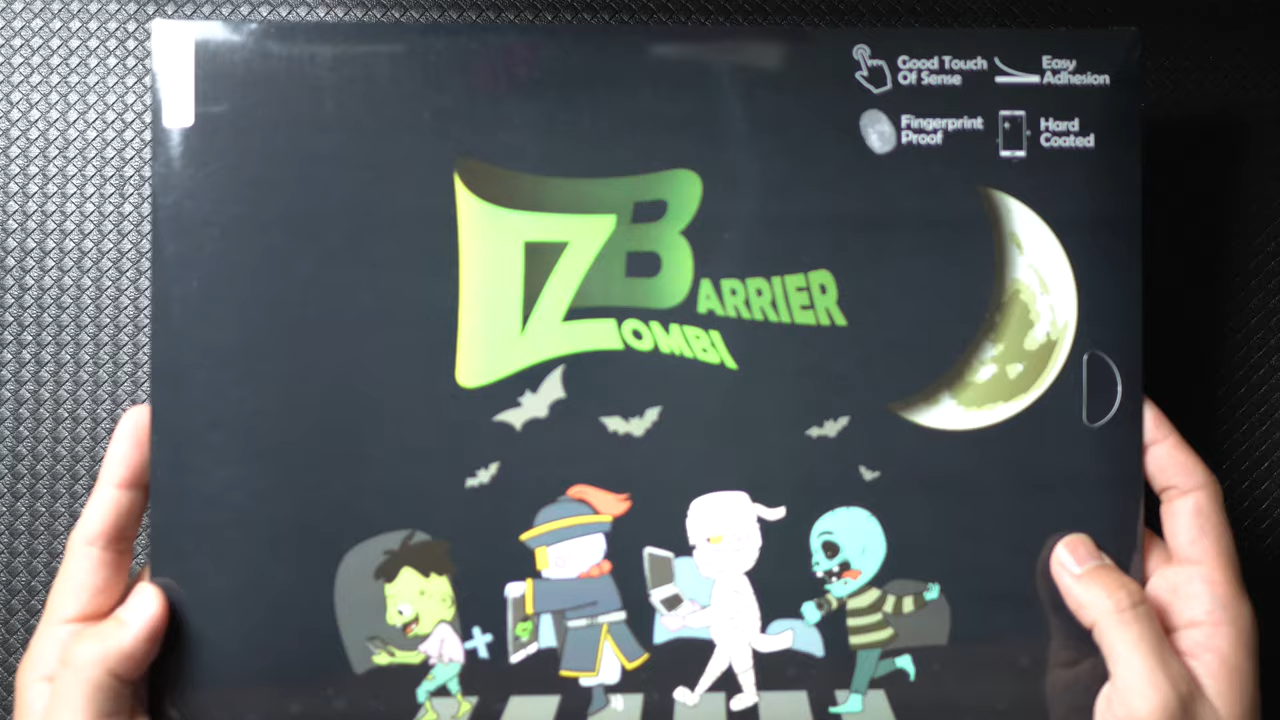 Good Touch
Of Sense
Easy
Adhesion
Fingerprint
Proof
Hard
Coated
ZB
ARRIER
OMBI